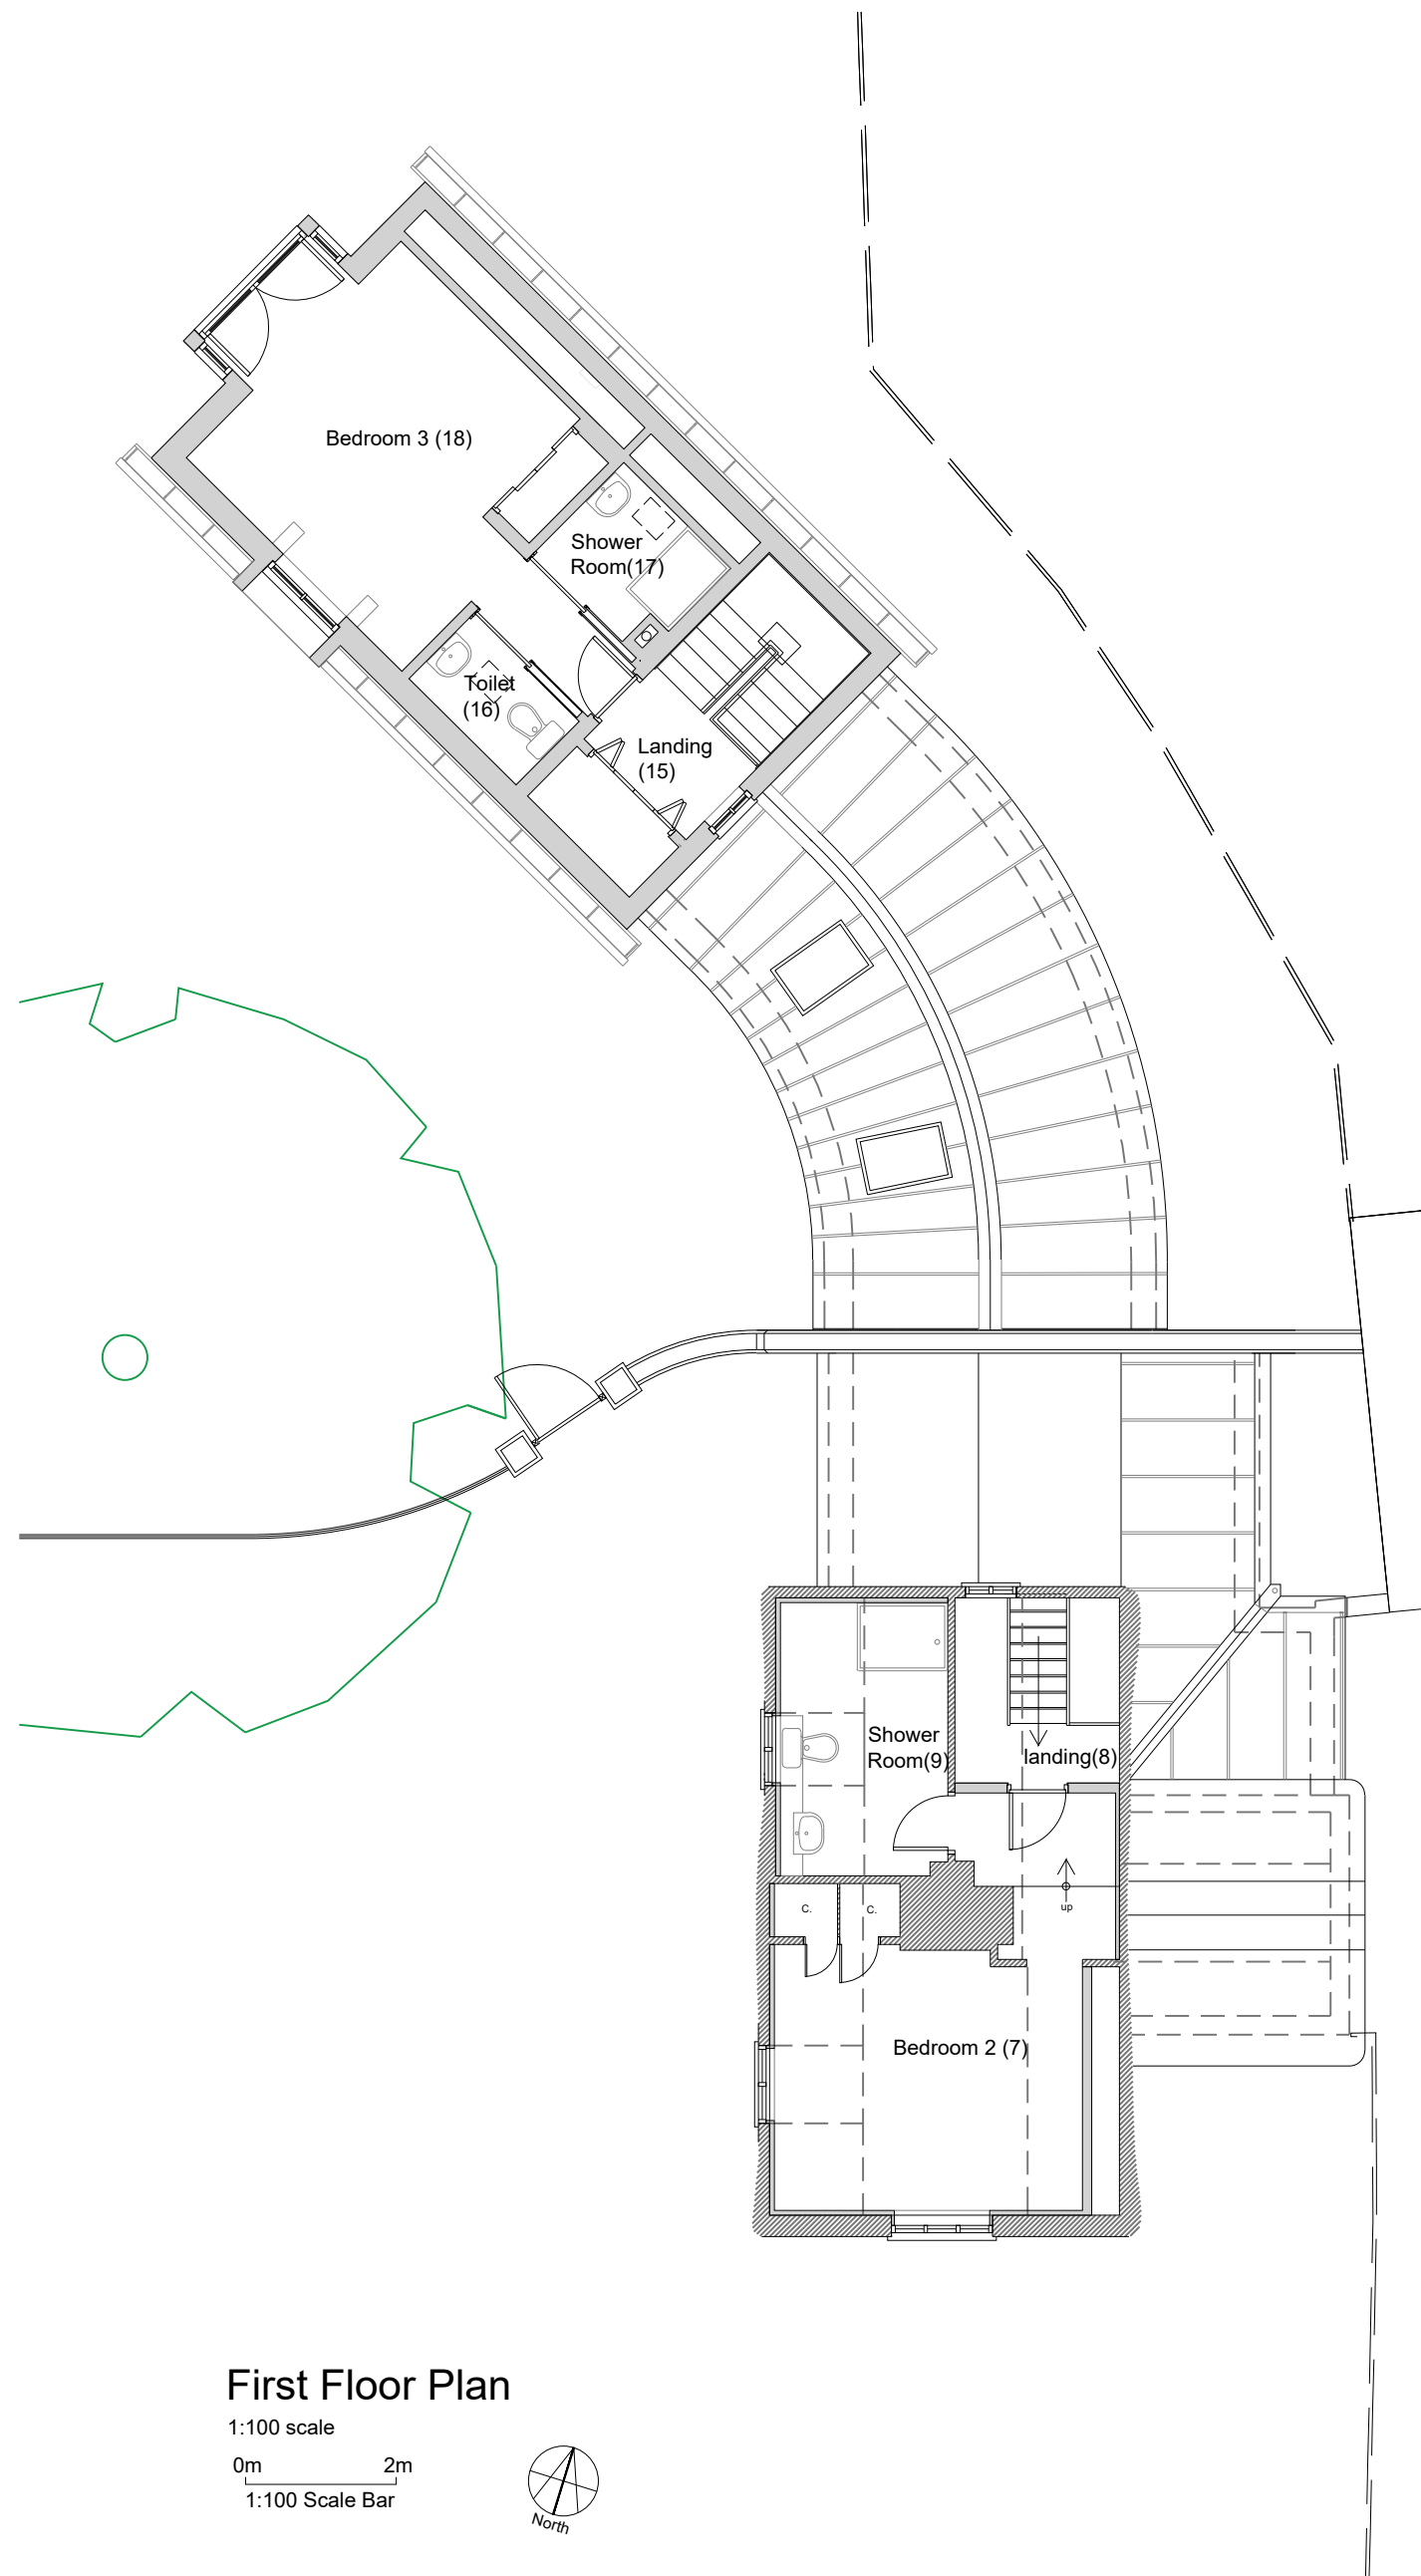 Bedroom 3 (18)
Shower
Room(17)
Toilet
(16)
Landing
(15)
Shower
Room(9)
landing(8)
C.
C.
up
Bedroom 2 (7)
First Floor Plan
1:100 scale
0m 2m
1:100 Scale Bar
North